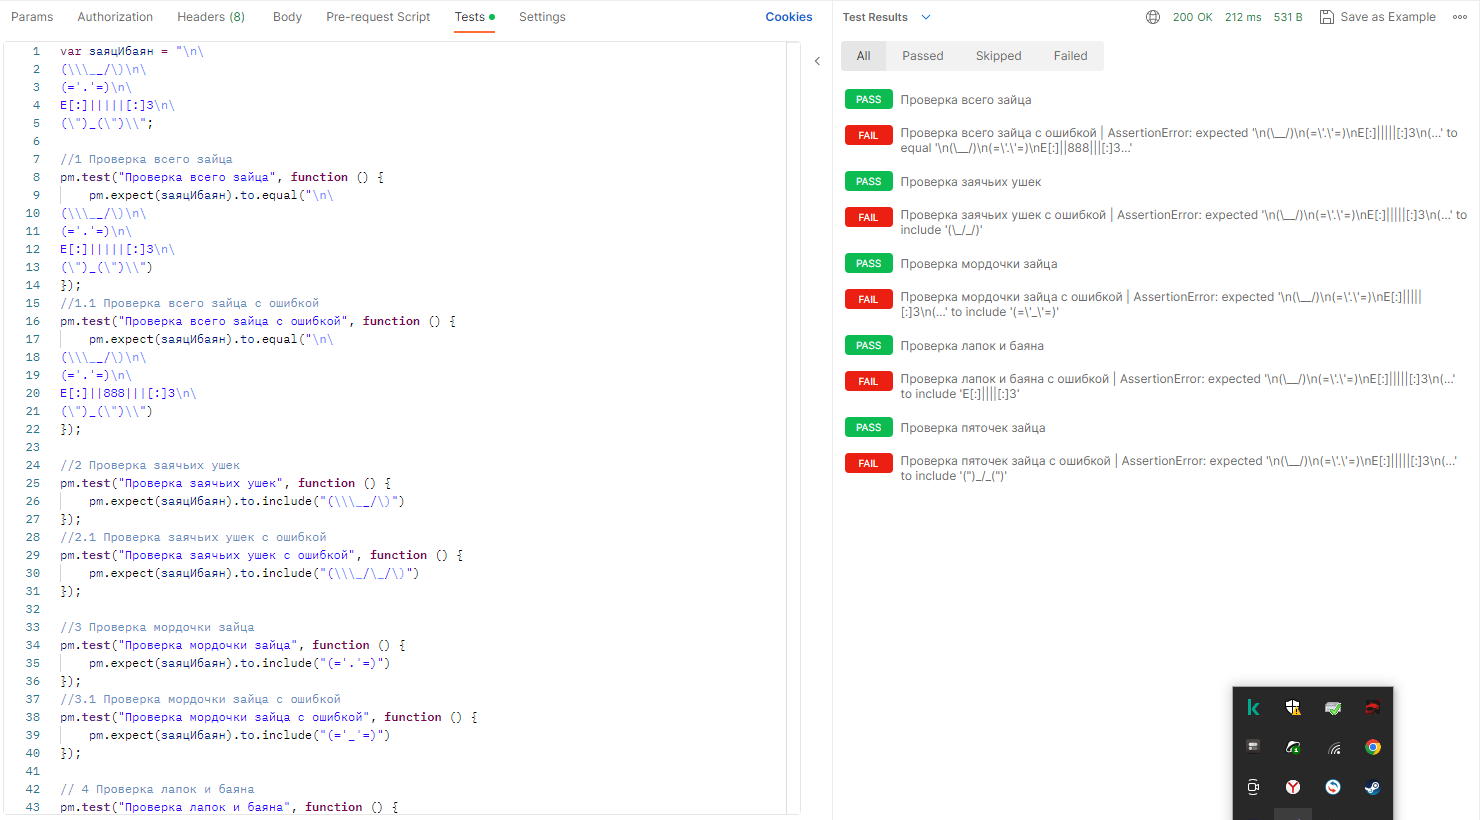 Params Authorization Headers (8) Body Pre-request Script Tests Settings Cookies
1 var заяцИбаян = "\n\
2 (\\\__/\)\n\
3 (='.'=)\n\
4 E[:]|||||[:]3\n\
5 (\")_(\")\\";
6
7 //1 Проверка всего зайца
8 pm.test("Проверка всего зайца", function () {
9 pm.expect(заяцИбаян).to.equal("\n\
10 (\\\__/\)\n\
11 (='.'=)\n\
12 E[:]|||||[:]3\n\
13 (\")_(\")\\")
14 });
15 //1.1 Проверка всего зайца с ошибкой
16 pm.test("Проверка всего зайца с ошибкой", function () {
17 pm.expect(заяцИбаян).to.equal("\n\
18 (\\\__/\)\n\
19 (='.'=)\n\
20 E[:]||888|||[:]3\n\
21 (\")_(\")\\")
22 });
23
24 //2 Проверка заячьих ушек
25 pm.test("Проверка заячьих ушек", function () {
26 pm.expect(заяцИбаян).to.include("(\\\__/\)")
27 });
28 //2.1 Проверка заячьих ушек с ошибкой
29 pm.test("Проверка заячьих ушек с ошибкой", function () {
30 pm.expect(заяцИбаян).to.include("(\\\_/\_/\)")
31 });
32
33 //3 Проверка мордочки зайца
34 pm.test("Проверка мордочки зайца", function () {
35 pm.expect(заяцИбаян).to.include("(='.'=)")
36 });
37 //3.1 Проверка мордочки зайца с ошибкой
38 pm.test("Проверка мордочки зайца с ошибкой", function () {
39 pm.expect(заяцИбаян).to.include("(='_'=)")
40 });
41
42 // 4 Проверка лапок и баяна
43 pm.test("Проверка лапок и баяна", function () {
Test Results 200 OK 212 ms 531 B Save as Example
All Passed Skipped Failed
PASS Проверка всего зайца
FAIL Проверка всего зайца с ошибкой | AssertionError: expected '\n(\__/)\n(=\'.\'=)\nE[:]|||||[:]3\n(…' to
equal '\n(\__/)\n(=\'.\'=)\nE[:]||888|||[:]3…'
PASS Проверка заячьих ушек
FAIL Проверка заячьих ушек с ошибкой | AssertionError: expected '\n(\__/)\n(=\'.\'=)\nE[:]|||||[:]3\n(…' to
include '(\_/_/)'
PASS Проверка мордочки зайца
FAIL Проверка мордочки зайца с ошибкой | AssertionError: expected '\n(\__/)\n(=\'.\'=)\nE[:]|||||
[:]3\n(…' to include '(=\'_\'=)'
PASS Проверка лапок и баяна
FAIL Проверка лапок и баяна с ошибкой | AssertionError: expected '\n(\__/)\n(=\'.\'=)\nE[:]|||||[:]3\n(…'
to include 'E[:]||||[:]3'
PASS Проверка пяточек зайца
FAIL Проверка пяточек зайца с ошибкой | AssertionError: expected '\n(\__/)\n(=\'.\'=)\nE[:]|||||[:]3\n(…'
to include '(")_/_(")'